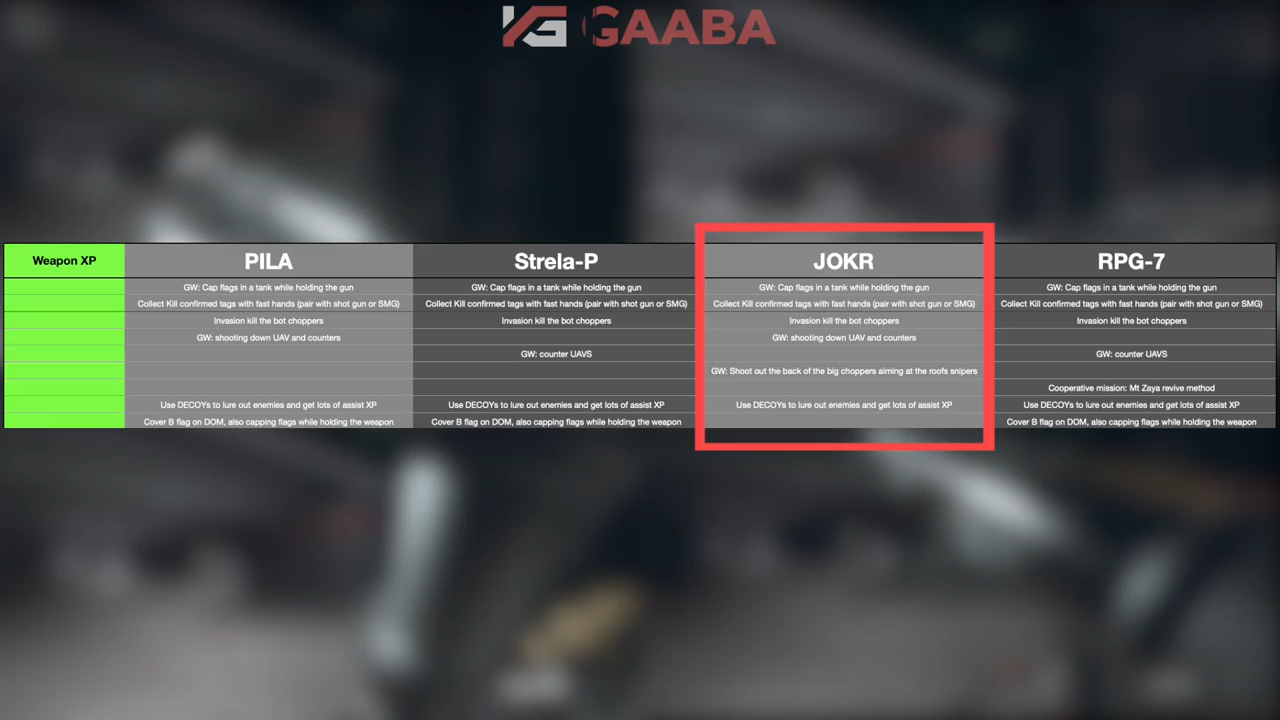 GAABA
Weapon XP PILA Strela-P JOKR RPG-7
GW: Cap flags in a tank while holding the gun GW: Cap flags in a tank while holding the gun GW: Cap flags in a tank while holding the gun GW: Cap flags in a tank while holding the gun
Collect Kill confirmed tags with fast hands (pair with shot gun or SMG) Collect Kill confirmed tags with fast hands (pair with shot gun or SMG) Collect Kill confirmed tags with fast hands (pair with shot gun or SMG) Collect Kill confirmed tags with fast hands (pair with shot gun or SMG)
Invasion kill the bot choppers Invasion kill the bot choppers Invasion kill the bot choppers Invasion kill the bot choppers
GW: shooting down UAV and counters GW: shooting down UAV and counters
GW: counter UAVS GW: counter UAVS
GW: Shoot out the back of the big choppers aiming at the roofs snipers
Cooperative mission: Mt Zaya revive method
Use DECOYs to lure out enemies and get lots of assist XP Use DECOYs to lure out enemies and get lots of assist XP Use DECOYs to lure out enemies and get lots of assist XP Use DECOYs to lure out enemies and get lots of assist XP
Cover B flag on DOM, also capping flags while holding the weapon Cover B flag on DOM, also capping flags while holding the weapon Cover B flag on DOM, also capping flags while holding the weapon